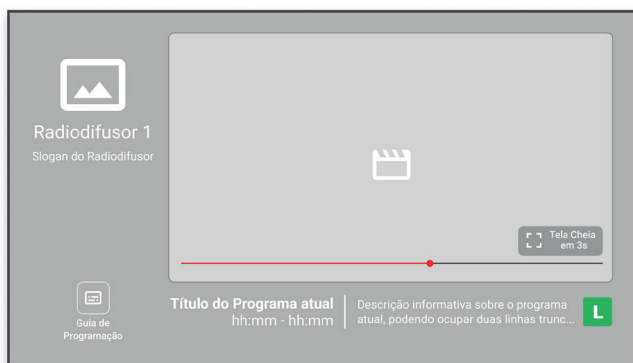 Radiodifusor 1
Slogan do Radiodifusor
Tela Cheia
em 3s
Guia de
Programação
Título do Programa atual
hh:mm - hh:mm
Descrição informativa sobre o programa
atual, podendo ocupar duas linhas trunc...
L